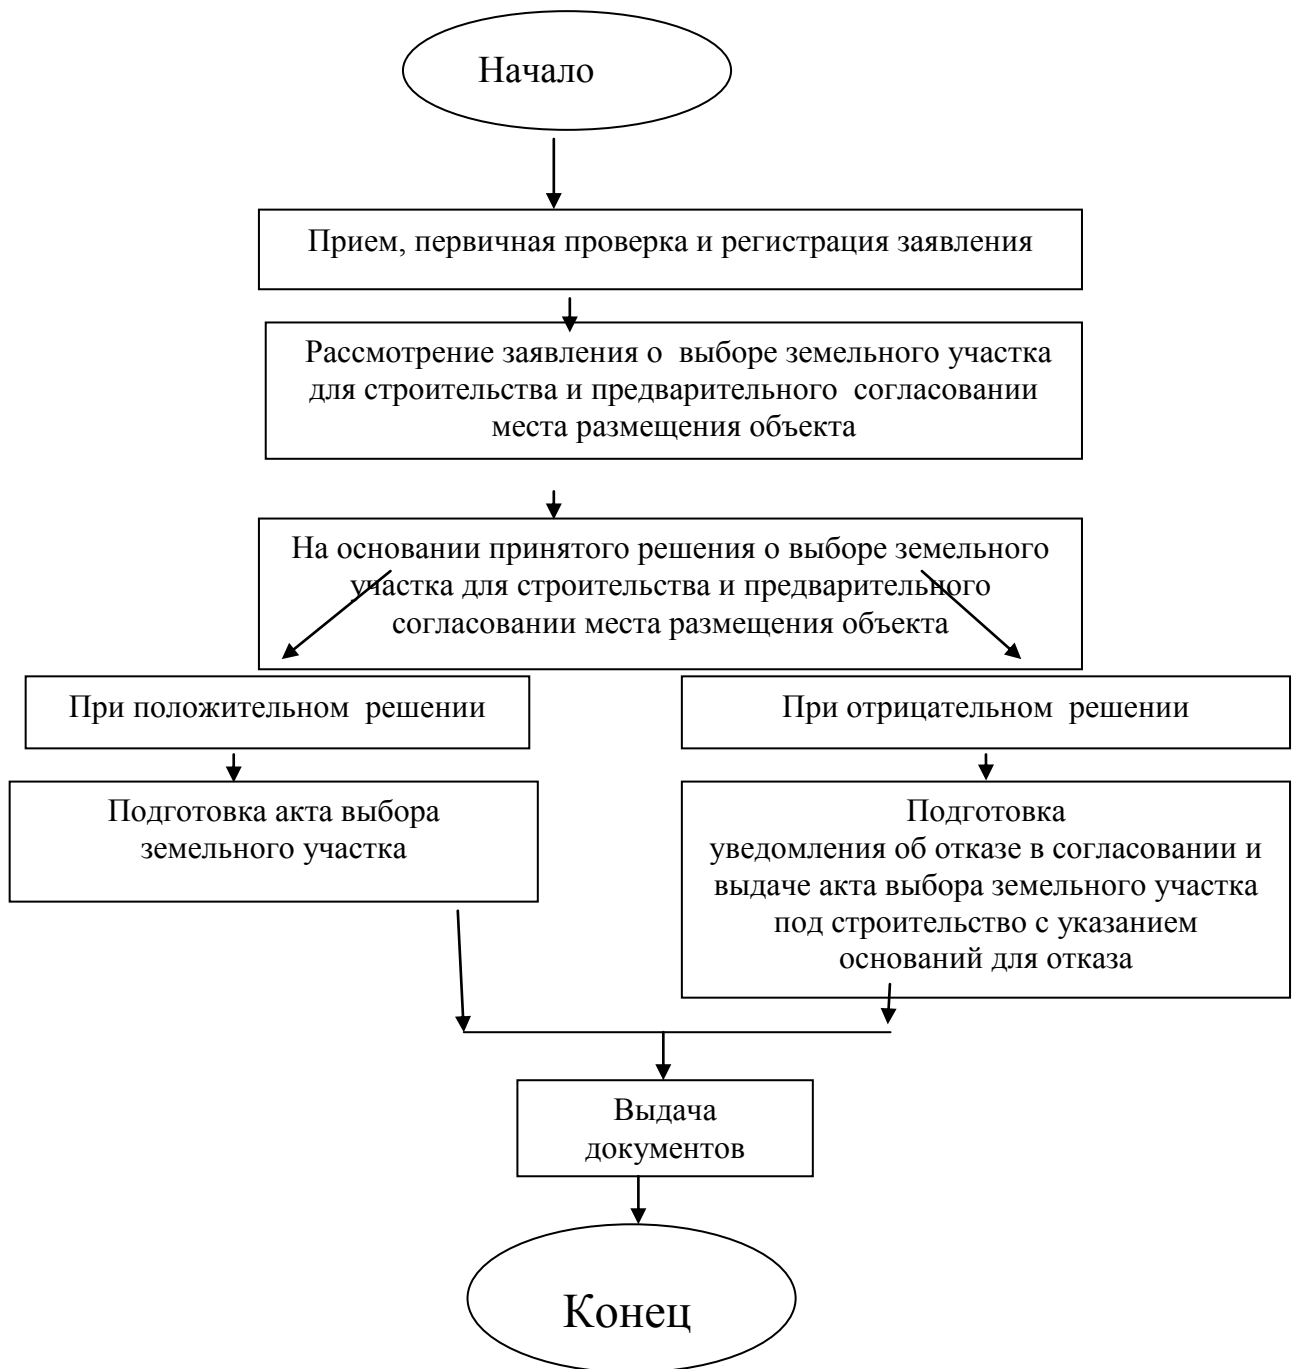 Начало
Прием, первичная проверка и регистрация заявления
Рассмотрение заявления о выборе земельного участка
для строительства и предварительного согласовании
места размещения объекта
На основании принятого решения о выборе земельного
участка для строительства и предварительного
согласовании места размещения объекта
При положительном решении
При отрицательном решении
Подготовка акта выбора
земельного участка
Подготовка
уведомления об отказе в согласовании и
выдаче акта выбора земельного участка
под строительство с указанием
оснований для отказа
Выдача
документов
Конец